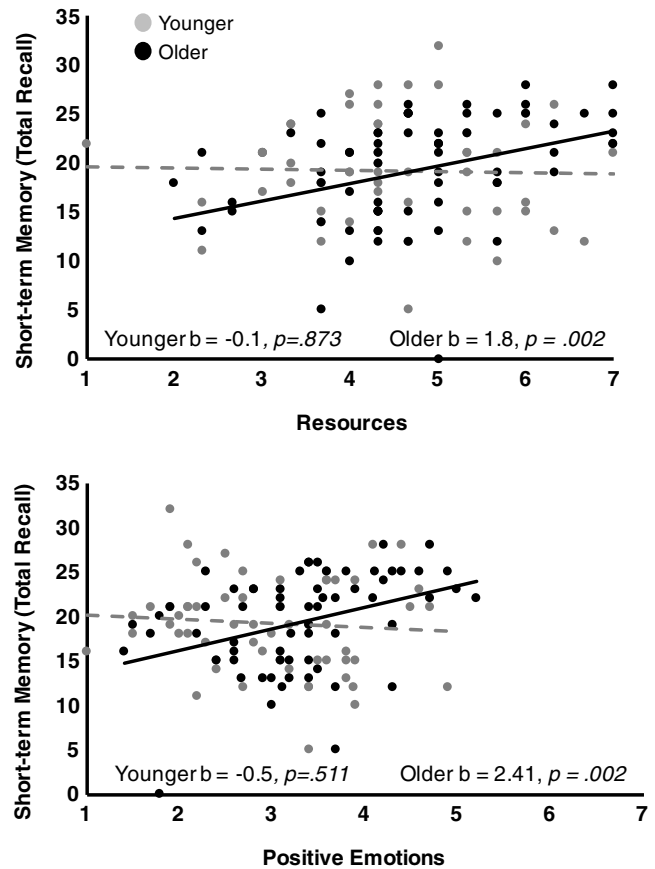 35
30
25
20
15
10
5
0
Short-term Memory (Total Recall)
Younger
Older
Younger b = -0.1, p=.873
Older b = 1.8, p = .002
1 2 3 4 5 6 7
Resources
35
30
25
20
15
10
5
0
Short-term Memory (Total Recall)
Younger b = -0.5, p=.511
Older b = 2.41, p = .002
1 2 3 4 5 6 7
Positive Emotions